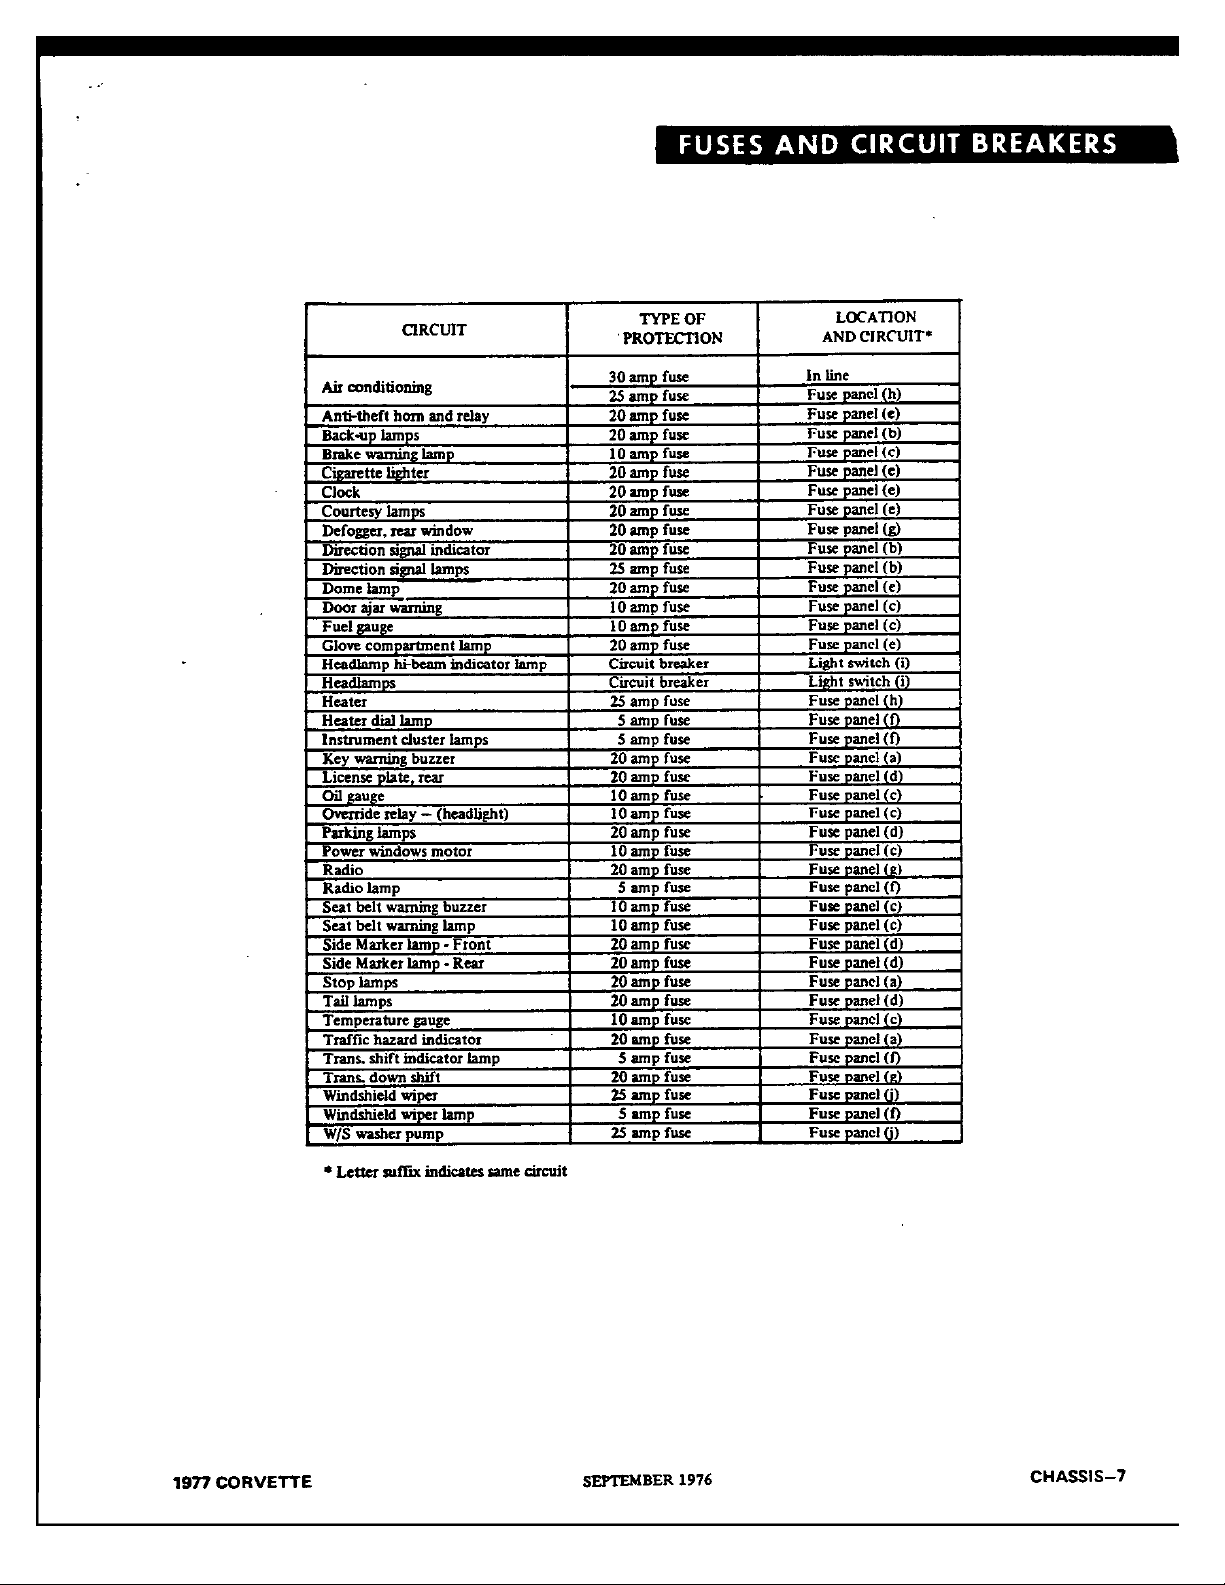 FUSES AND CIRCUIT BREAKERS
CIRCUIT TYPE OF PROTECTION LOCATION AND CIRCUIT*
Air conditioning 30 amp fuse In line
25 amp fuse Fuse panel (h)
Anti-theft horn and relay 20 amp fuse Fuse panel (e)
Back-up lamps 20 amp fuse Fuse panel (b)
Brake warning lamp 10 amp fuse Fuse panel (c)
Cigarette lighter 20 amp fuse Fuse panel (e)
Clock 20 amp fuse Fuse panel (e)
Courtesy lamps 20 amp fuse Fuse panel (e)
Defogger, rear window 20 amp fuse Fuse panel (g)
Direction signal indicator 20 amp fuse Fuse panel (b)
Direction signal lamps 25 amp fuse Fuse panel (b)
Dome lamp 20 amp fuse Fuse panel (e)
Door ajar warning 10 amp fuse Fuse panel (c)
Fuel gauge 10 amp fuse Fuse panel (c)
Glove compartment lamp 20 amp fuse Fuse panel (e)
Headlamp hi-beam indicator lamp Circuit breaker Light switch (i)
Headlamps Circuit breaker Light switch (i)
Heater 25 amp fuse Fuse panel (h)
Heater dial lamp 5 amp fuse Fuse panel (f)
Instrument cluster lamps 5 amp fuse Fuse panel (f)
Key warning buzzer 20 amp fuse Fuse panel (a)
License plate, rear 20 amp fuse Fuse panel (d)
Oil gauge 10 amp fuse Fuse panel (c)
Override relay – (headlight) 10 amp fuse Fuse panel (c)
Parking lamps 20 amp fuse Fuse panel (d)
Power windows motor 10 amp fuse Fuse panel (c)
Radio 20 amp fuse Fuse panel (g)
Radio lamp 5 amp fuse Fuse panel (f)
Seat belt warning buzzer 10 amp fuse Fuse panel (c)
Seat belt warning lamp 10 amp fuse Fuse panel (c)
Side Marker lamp - Front 20 amp fuse Fuse panel (d)
Side Marker lamp - Rear 20 amp fuse Fuse panel (d)
Stop lamps 20 amp fuse Fuse panel (a)
Tail lamps 20 amp fuse Fuse panel (d)
Temperature gauge 10 amp fuse Fuse panel (c)
Traffic hazard indicator 20 amp fuse Fuse panel (a)
Trans. shift indicator lamp 5 amp fuse Fuse panel (f)
Trans. down shift 20 amp fuse Fuse panel (g)
Windshield wiper 25 amp fuse Fuse panel (j)
Windshield wiper lamp 5 amp fuse Fuse panel (f)
W/S washer pump 25 amp fuse Fuse panel (j)
* Letter suffix indicates same circuit
1977 CORVETTE SEPTEMBER 1976 CHASSIS–7